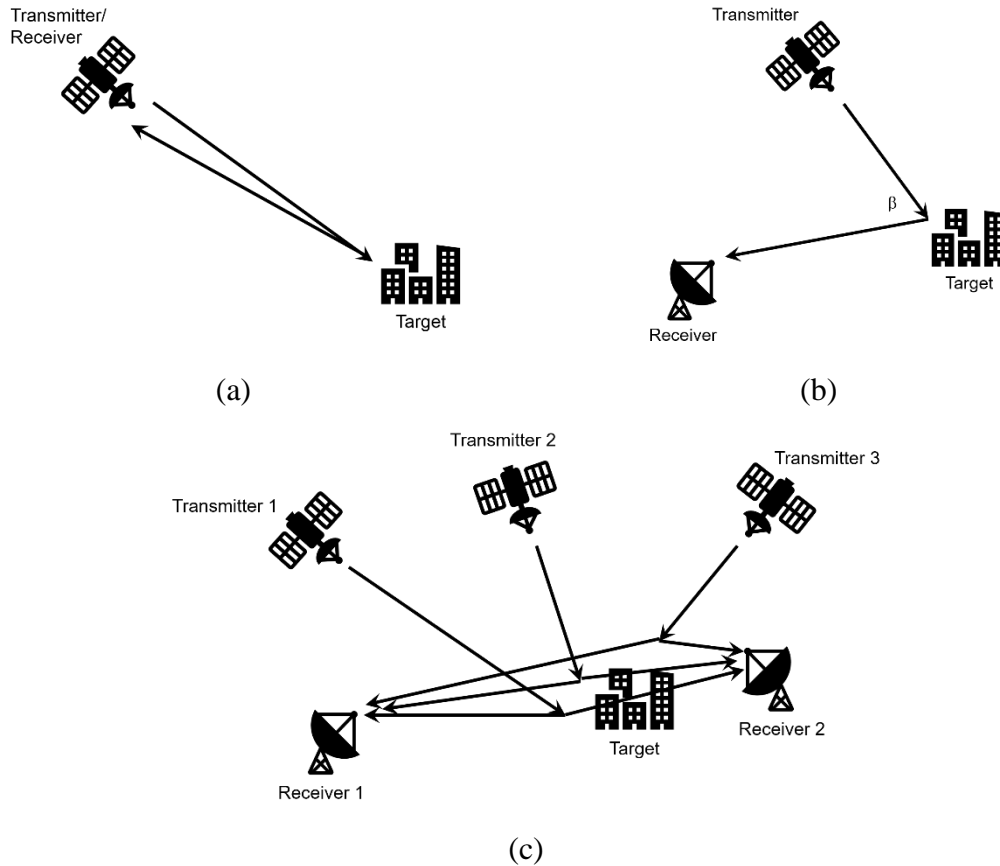 Transmitter/
Receiver
Target
(a)
Transmitter
β
Target
Receiver
(b)
Transmitter 1
Transmitter 2
Transmitter 3
Receiver 1
Target
Receiver 2
(c)